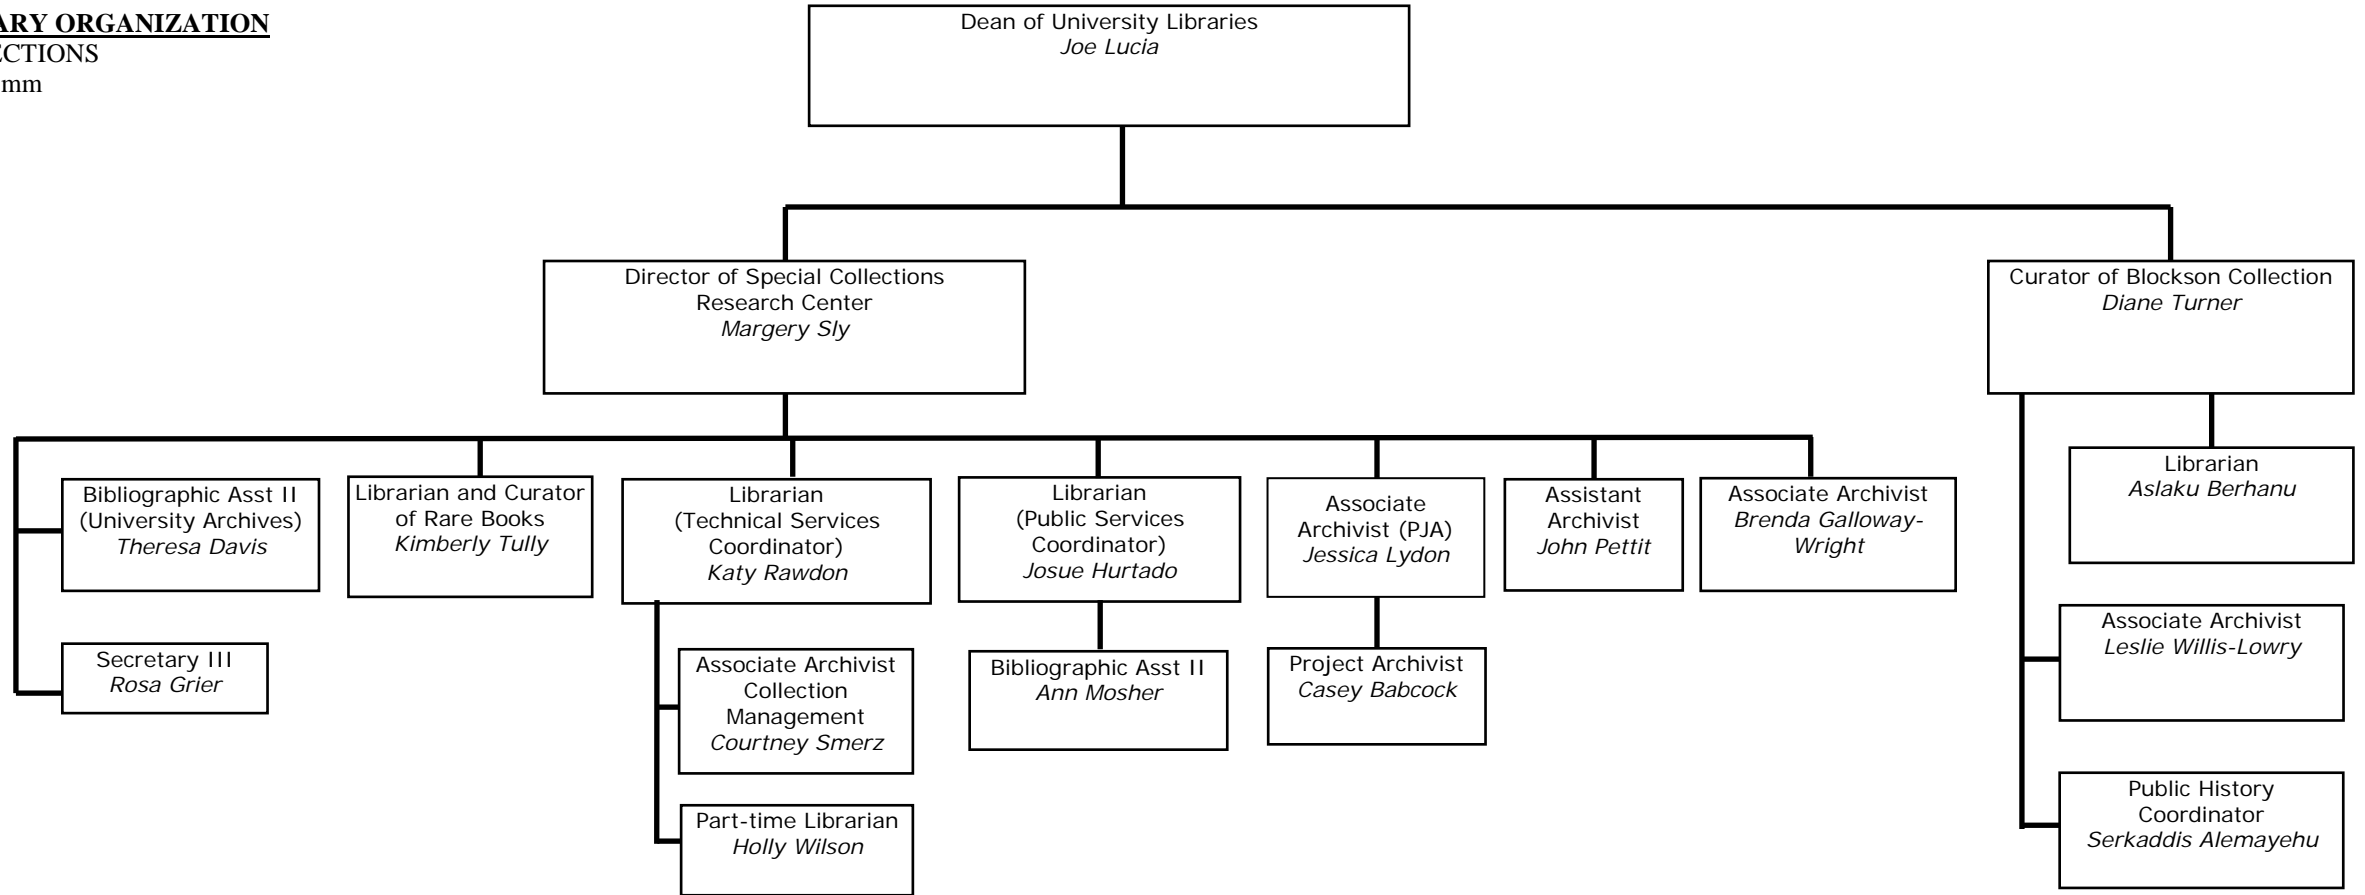 ARY ORGANIZATION
ECTIONS
mm
Dean of University Libraries
Joe Lucia
Director of Special Collections
Research Center
Margery Sly
Curator of Blockson Collection
Diane Turner
Bibliographic Asst II
(University Archives)
Theresa Davis
Librarian and Curator
of Rare Books
Kimberly Tully
Librarian
(Technical Services
Coordinator)
Katy Rawdon
Librarian
(Public Services
Coordinator)
Josue Hurtado
Associate
Archivist (PJA)
Jessica Lydon
Assistant
Archivist
John Pettit
Associate Archivist
Brenda Galloway-
Wright
Librarian
Aslaku Berhanu
Secretary III
Rosa Grier
Associate Archivist
Collection
Management
Courtney Smerz
Bibliographic Asst II
Ann Mosher
Project Archivist
Casey Babcock
Associate Archivist
Leslie Willis-Lowry
Part-time Librarian
Holly Wilson
Public History
Coordinator
Serkaddis Alemayehu